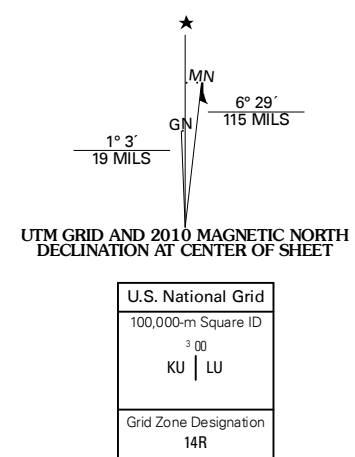 MN
6° 29´
115 MILS
GN
1° 3´
19 MILS
UTM GRID AND 2010 MAGNETIC NORTH
DECLINATION AT CENTER OF SHEET
U.S. National Grid
100,000-m Square ID
3 00
KU LU
Grid Zone Designation
14R